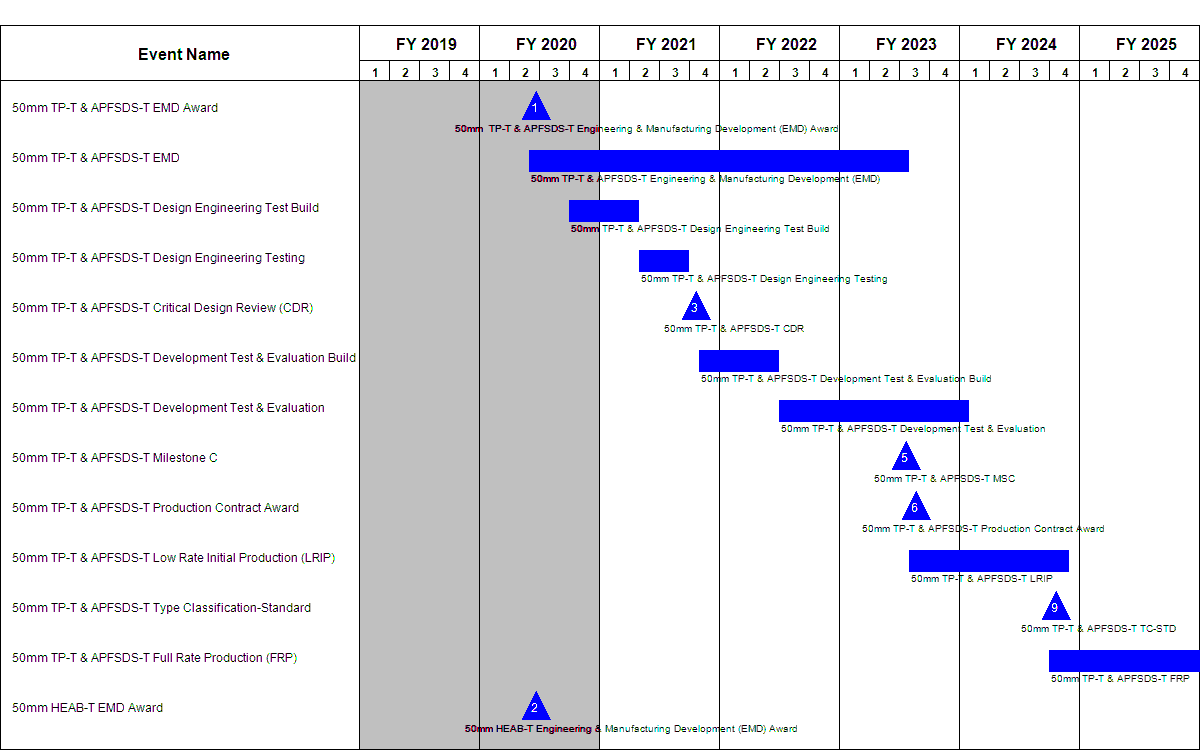 Event Name FY 2019 FY 2020 FY 2021 FY 2022 FY 2023 FY 2024 FY 2025
1 2 3 4 1 2 3 4 1 2 3 4 1 2 3 4 1 2 3 4 1 2 3 4 1 2 3 4
50mm TP-T & APFSDS-T EMD Award 1
50mm TP-T & APFSDS-T Engineering & Manufacturing Development (EMD) Award
50mm TP-T & APFSDS-T EMD
50mm TP-T & APFSDS-T Engineering & Manufacturing Development (EMD)
50mm TP-T & APFSDS-T Design Engineering Test Build
50mm TP-T & APFSDS-T Design Engineering Test Build
50mm TP-T & APFSDS-T Design Engineering Testing
50mm TP-T & APFSDS-T Design Engineering Testing
50mm TP-T & APFSDS-T Critical Design Review (CDR) 3
50mm TP-T & APFSDS-T CDR
50mm TP-T & APFSDS-T Development Test & Evaluation Build
50mm TP-T & APFSDS-T Development Test & Evaluation Build
50mm TP-T & APFSDS-T Development Test & Evaluation
50mm TP-T & APFSDS-T Development Test & Evaluation
50mm TP-T & APFSDS-T Milestone C 5
50mm TP-T & APFSDS-T MSC
50mm TP-T & APFSDS-T Production Contract Award 6
50mm TP-T & APFSDS-T Production Contract Award
50mm TP-T & APFSDS-T Low Rate Initial Production (LRIP)
50mm TP-T & APFSDS-T LRIP
50mm TP-T & APFSDS-T Type Classification-Standard 9
50mm TP-T & APFSDS-T TC-STD
50mm TP-T & APFSDS-T Full Rate Production (FRP)
50mm TP-T & APFSDS-T FRP
50mm HEAB-T EMD Award 2
50mm HEAB-T Engineering & Manufacturing Development (EMD) Award